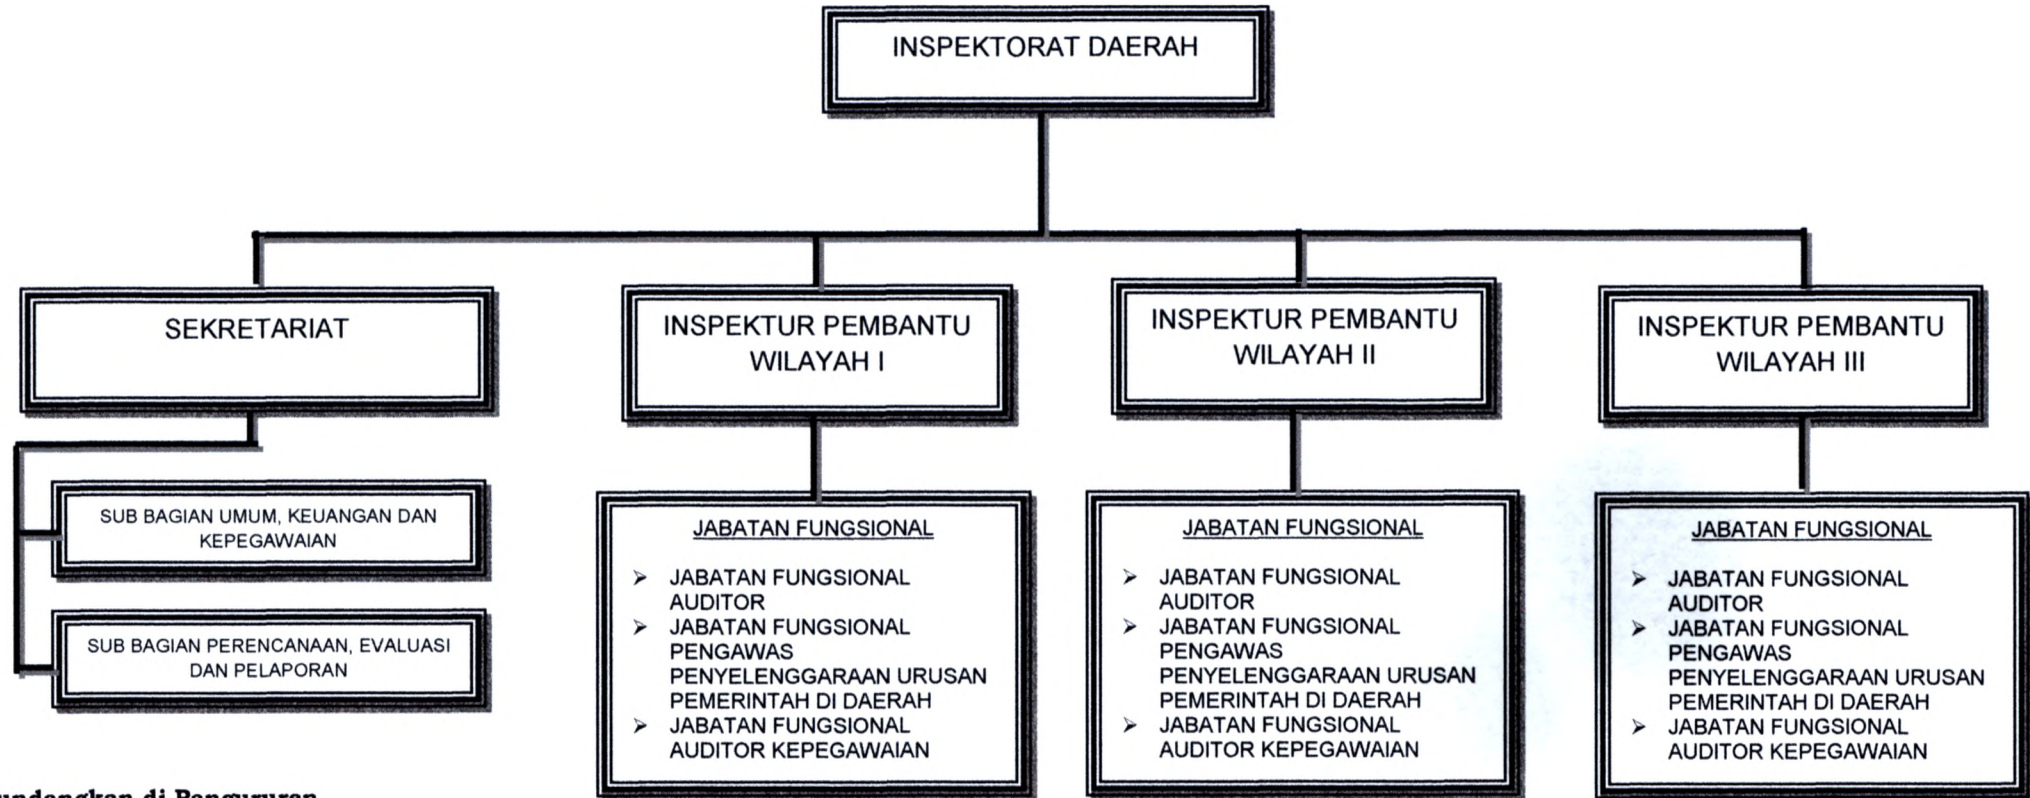 INSPEKTORAT DAERAH
SEKRETARIAT
INSPEKTUR PEMBANTU
WILAYAH I
INSPEKTUR PEMBANTU
WILAYAH II
INSPEKTUR PEMBANTU
WILAYAH III
SUB BAGIAN UMUM, KEUANGAN DAN
KEPEGAWAIAN
SUB BAGIAN PERENCANAAN, EVALUASI
DAN PELAPORAN
JABATAN FUNGSIONAL
➢ JABATAN FUNGSIONAL
AUDITOR
➢ JABATAN FUNGSIONAL
PENGAWAS
PENYELENGGARAAN URUSAN
PEMERINTAH DI DAERAH
➢ JABATAN FUNGSIONAL
AUDITOR KEPEGAWAIAN
JABATAN FUNGSIONAL
➢ JABATAN FUNGSIONAL
AUDITOR
➢ JABATAN FUNGSIONAL
PENGAWAS
PENYELENGGARAAN URUSAN
PEMERINTAH DI DAERAH
➢ JABATAN FUNGSIONAL
AUDITOR KEPEGAWAIAN
JABATAN FUNGSIONAL
➢ JABATAN FUNGSIONAL
AUDITOR
➢ JABATAN FUNGSIONAL
PENGAWAS
PENYELENGGARAAN URUSAN
PEMERINTAH DI DAERAH
➢ JABATAN FUNGSIONAL
AUDITOR KEPEGAWAIAN
di Pangururan